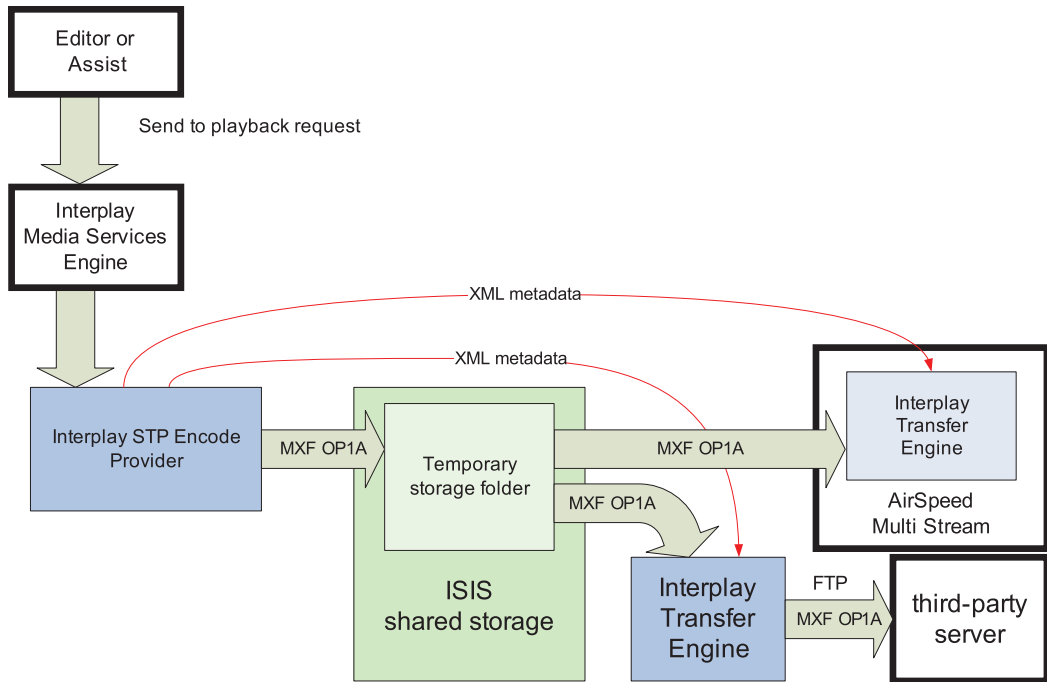 Editor or
Assist
Send to playback request
Interplay
Media Services
Engine
XML metadata
XML metadata
Interplay STP Encode
Provider
MXF OP1A
Temporary
storage folder
MXF OP1A
MXF OP1A
Interplay
Transfer
Engine
AirSpeed
Multi Stream
ISIS
shared storage
Interplay
Transfer
Engine
FTP
MXF OP1A
third-party
server